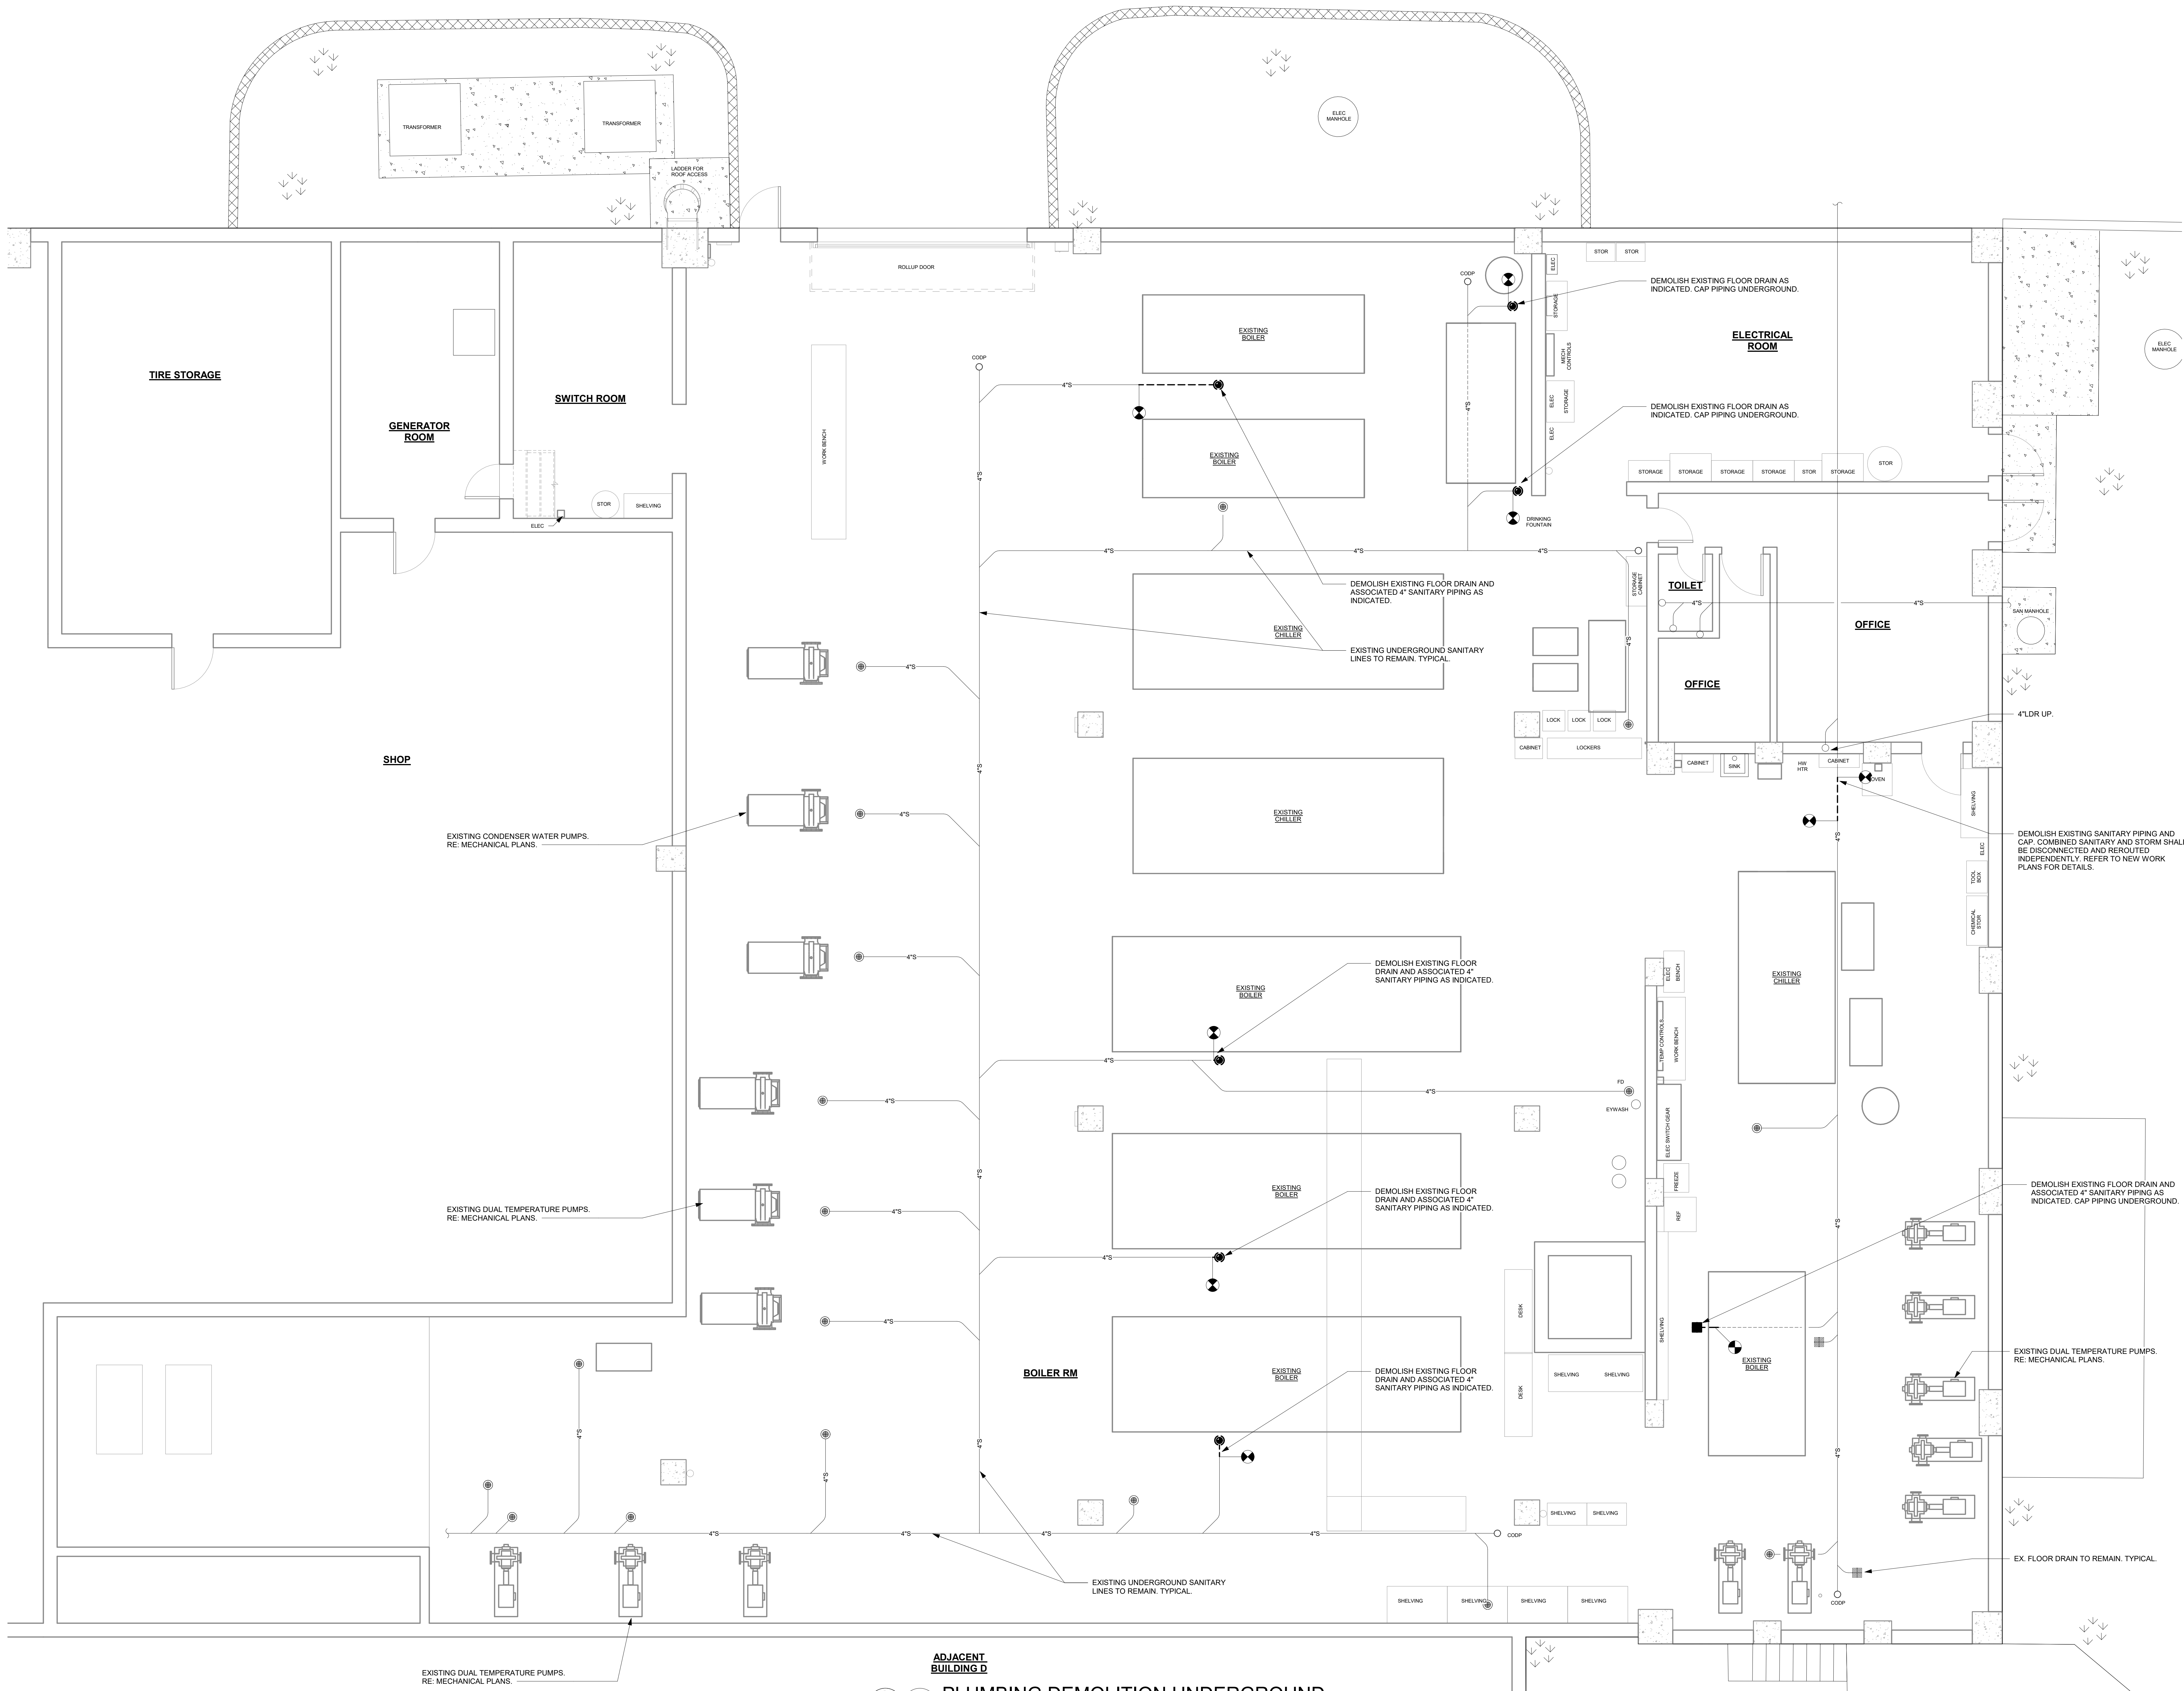 TRANSFORMER
TRANSFORMER
LADDER FOR
ROOF ACCESS
ELEC
MANHOLE
ROLLUP DOOR
STOR
STOR
ELEC
STORAGE
MECH
CONTROLS
ELEC
STORAGE
ELEC
CODP
DEMOLISH EXISTING FLOOR DRAIN AS
INDICATED. CAP PIPING UNDERGROUND.
ELECTRICAL
ROOM
ELEC
MANHOLE
EXISTING
BOILER
TIRE STORAGE
GENERATOR
ROOM
SWITCH ROOM
WORK BENCH
CODP
4"S
4"S
4"S
EXISTING
BOILER
DEMOLISH EXISTING FLOOR DRAIN AS
INDICATED. CAP PIPING UNDERGROUND.
STORAGE
STORAGE
STORAGE
STORAGE
STOR
STORAGE
STOR
STOR
SHELVING
ELEC
DRINKING
FOUNTAIN
4"S
4"S
4"S
STORAGE
CABINET
TOILET
4"S
4"S
SAN MANHOLE
OFFICE
DEMOLISH EXISTING FLOOR DRAIN AND
ASSOCIATED 4" SANITARY PIPING AS
INDICATED.
EXISTING
CHILLER
EXISTING UNDERGROUND SANITARY
LINES TO REMAIN. TYPICAL.
4"S
OFFICE
4"S
4"LDR UP.
LOCK
LOCK
LOCK
CABINET
LOCKERS
CABINET
SINK
HW
HTR
CABINET
OVEN
SHELVING
SHOP
4"S
EXISTING
CHILLER
4"S
EXISTING CONDENSER WATER PUMPS.
RE: MECHANICAL PLANS.
4"S
DEMOLISH EXISTING SANITARY PIPING AND
CAP. COMBINED SANITARY AND STORM SHALL
BE DISCONNECTED AND REROUTED
INDEPENDENTLY. REFER TO NEW WORK
PLANS FOR DETAILS.
ELEC
TOOL
BOX
CHEMICAL
STOR
4"S
EXISTING
BOILER
DEMOLISH EXISTING FLOOR
DRAIN AND ASSOCIATED 4"
SANITARY PIPING AS INDICATED.
ELEC
BENCH
EXISTING
CHILLER
TEMP CONTROLS
WORK BENCH
4"S
4"S
4"S
FD
EYWASH
ELEC SWITCH GEAR
FREEZE
REF
4"S
EXISTING
BOILER
DEMOLISH EXISTING FLOOR
DRAIN AND ASSOCIATED 4"
SANITARY PIPING AS INDICATED.
DEMOLISH EXISTING FLOOR DRAIN AND
ASSOCIATED 4" SANITARY PIPING AS
INDICATED. CAP PIPING UNDERGROUND.
EXISTING DUAL TEMPERATURE PUMPS.
RE: MECHANICAL PLANS.
4"S
4"S
4"S
4"S
DESK
DESK
SHELVING
SHELVING
SHELVING
EXISTING
BOILER
EXISTING DUAL TEMPERATURE PUMPS.
RE: MECHANICAL PLANS.
BOILER RM
EXISTING
BOILER
DEMOLISH EXISTING FLOOR
DRAIN AND ASSOCIATED 4"
SANITARY PIPING AS INDICATED.
4"S
4"S
4"S
4"S
4"S
4"S
4"S
4"S
CODP
SHELVING
SHELVING
EX. FLOOR DRAIN TO REMAIN. TYPICAL.
EXISTING UNDERGROUND SANITARY
LINES TO REMAIN. TYPICAL.
SHELVING
SHELVING
SHELVING
SHELVING
CODP
EXISTING DUAL TEMPERATURE PUMPS.
RE: MECHANICAL PLANS.
ADJACENT
BUILDING D
PLUMBING DEMOLITION UNDERGROUND